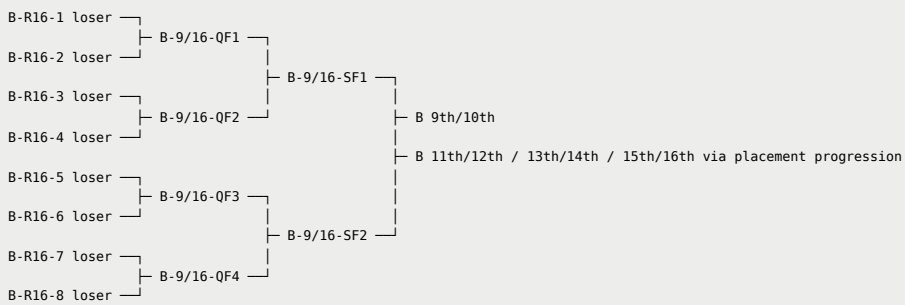 B-R16-1 loser
B-9/16-QF1
B-R16-2 loser
B-9/16-SF1
B-R16-3 loser
B-9/16-QF2
B 9th/10th
B-R16-4 loser
B 11th/12th / 13th/14th / 15th/16th via placement progression
B-R16-5 loser
B-9/16-QF3
B-R16-6 loser
B-9/16-SF2
B-R16-7 loser
B-9/16-QF4
B-R16-8 loser